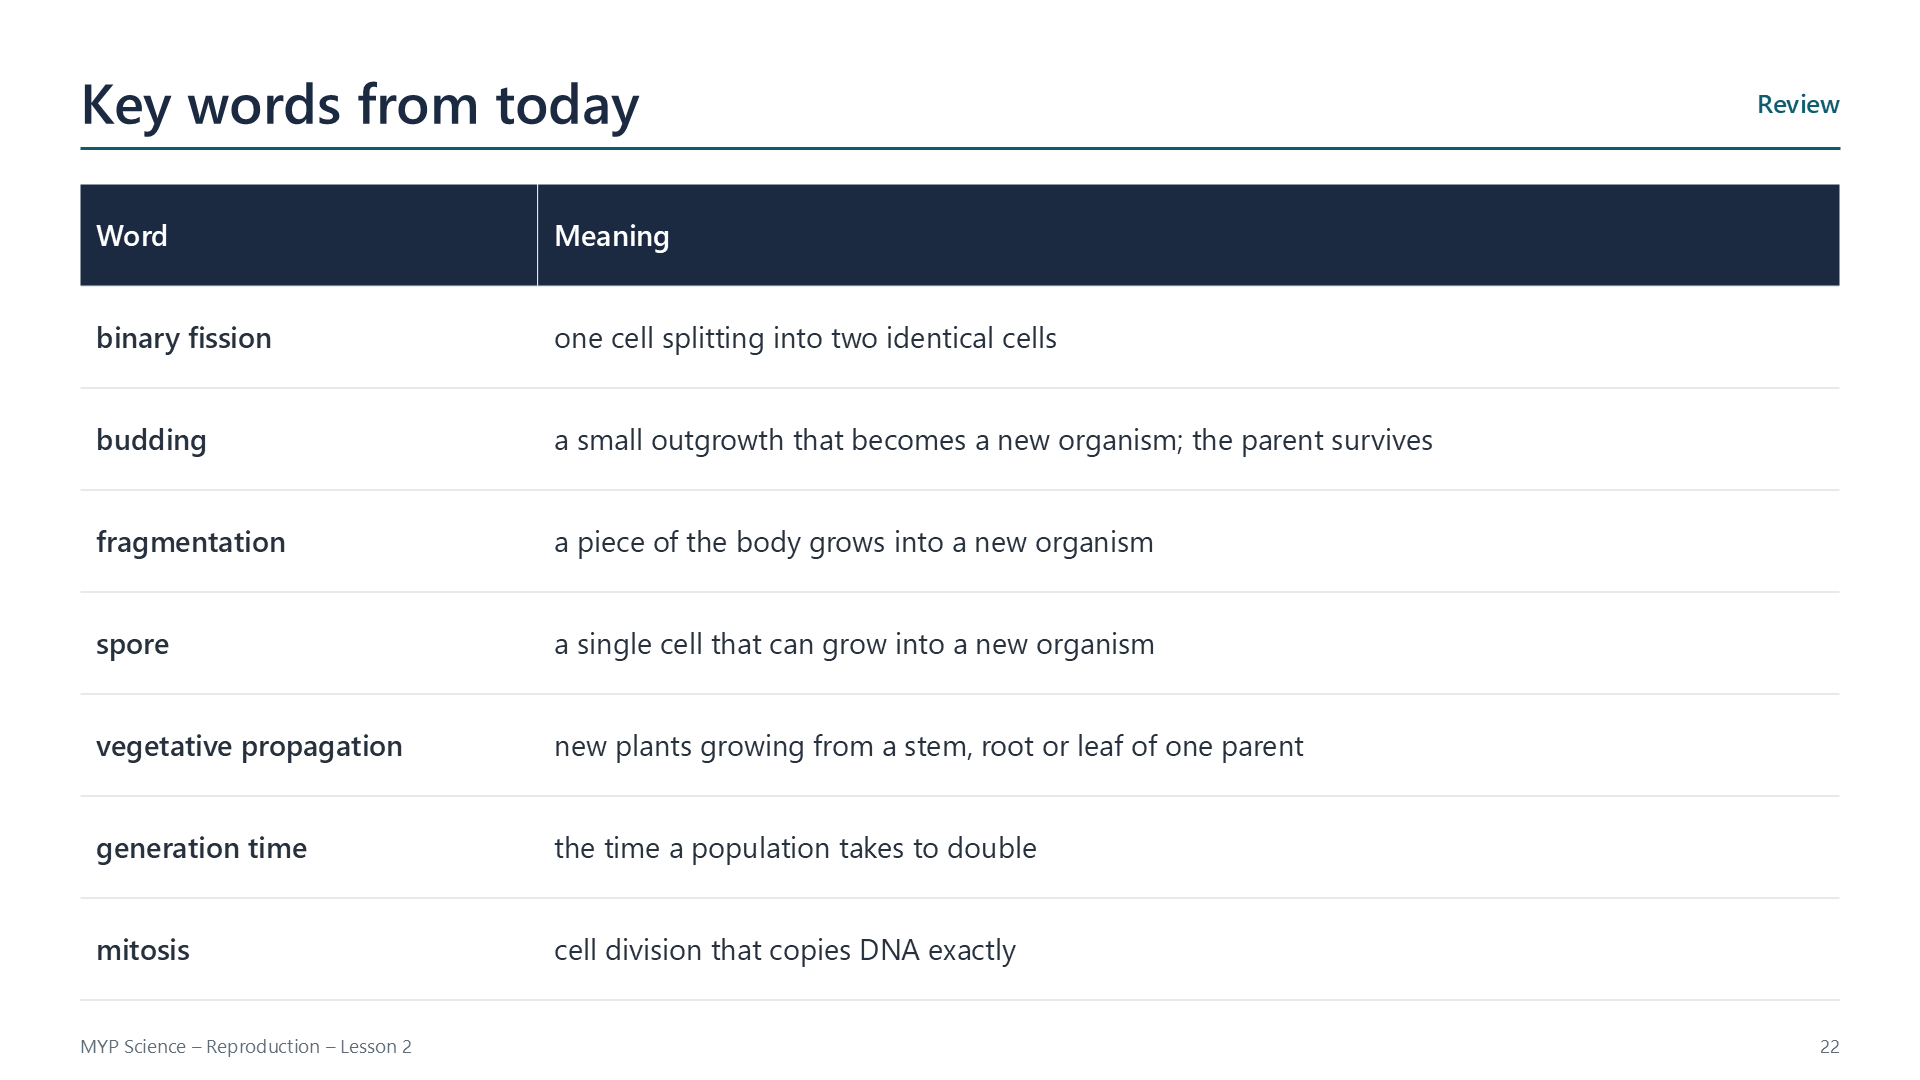 Key words from today
Review
Word
Meaning
binary fission
one cell splitting into two identical cells
budding
a small outgrowth that becomes a new organism; the parent survives
fragmentation
a piece of the body grows into a new organism
spore
a single cell that can grow into a new organism
vegetative propagation
new plants growing from a stem, root or leaf of one parent
generation time
the time a population takes to double
mitosis
cell division that copies DNA exactly
MYP Science – Reproduction – Lesson 2
22